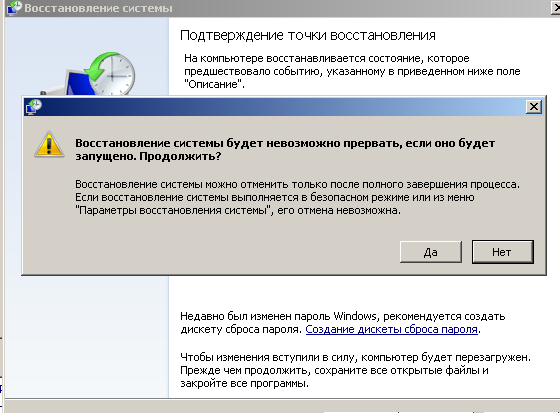 Восстановление системы
Подтверждение точки восстановления
На компьютере восстанавливается состояние, которое
предшествовало событию, указанному в приведенном ниже поле
"Описание".
Восстановление системы будет невозможно прервать, если оно будет
запущено. Продолжить?
Восстановление системы можно отменить только после полного завершения процесса.
Если восстановление системы выполняется в безопасном режиме или из меню
"Параметры восстановления системы", его отмена невозможна.
Да
Нет
Недавно был изменен пароль Windows, рекомендуется создать
дискету сброса пароля. Создание дискеты сброса пароля.
Чтобы изменения вступили в силу, компьютер будет перезагружен.
Прежде чем продолжить, сохраните все открытые файлы и
закройте все программы.